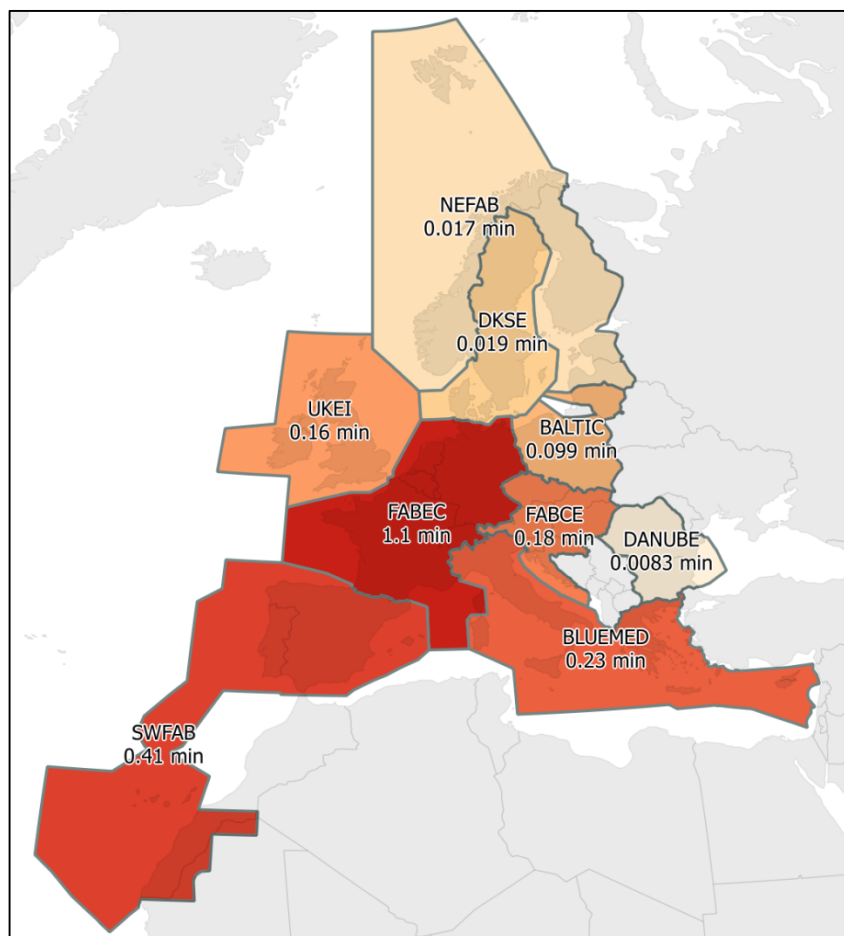 NEFAB
0.017 min
DKSE
0.019 min
UKEI
0.16 min
BALTIC
0.099 min
FABEC
1.1 min
FABCE
0.18 min
DANUBE
0.0083 min
BLUEMED
0.23 min
SWFAB
0.41 min